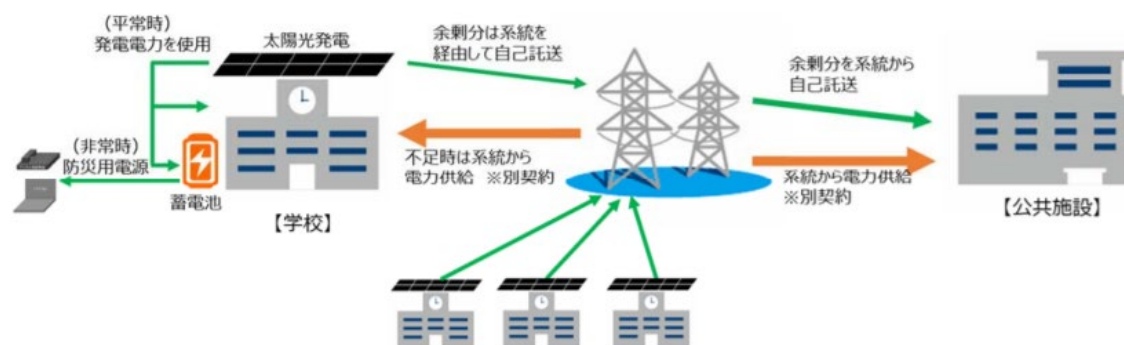 (平常時)
発電電力を使用
太陽光発電
余剰分は系統を
経由して自己託送
余剰分を系統から
自己託送
(非常時)
防災用電源
蓄電池
不足時は系統から
電力供給 ※別契約
系統から電力供給
※別契約
【学校】
【公共施設】